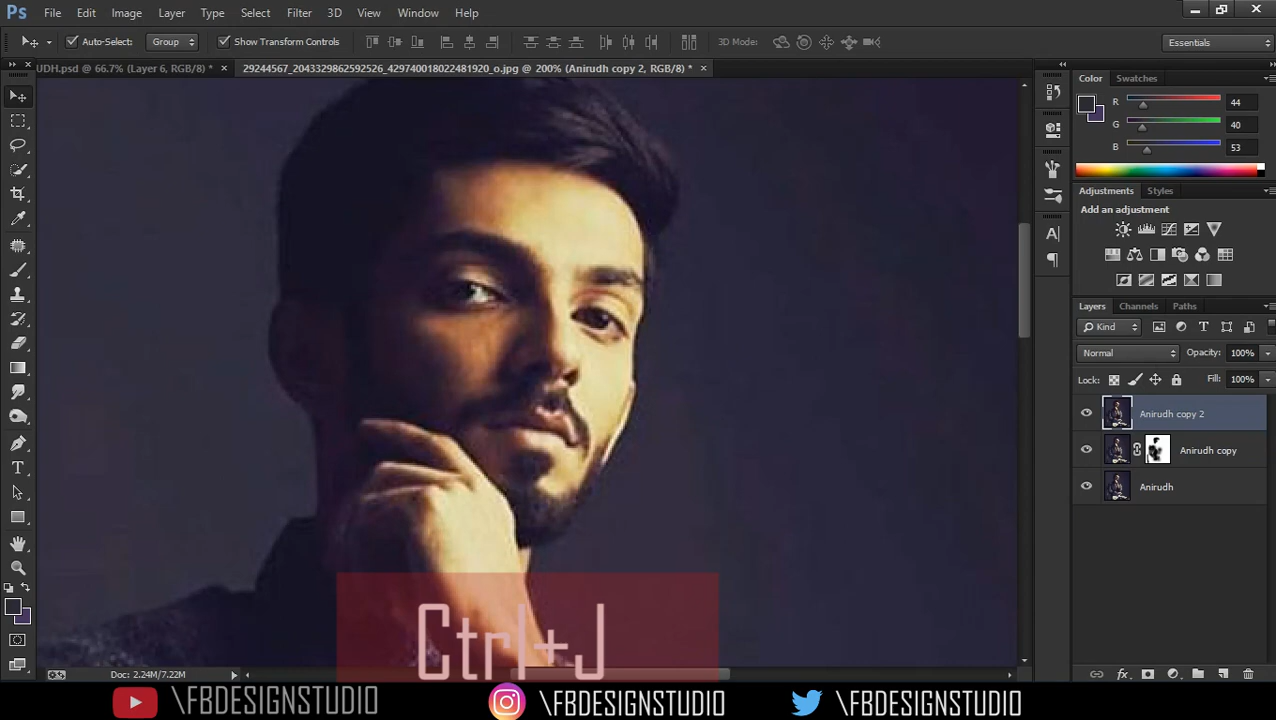 Ps File Edit Image Layer Type Select Filter 3D View Window Help
Auto-Select: Group Show Transform Controls 3D Mode: Essentials
UDH.psd @ 66.7% (Layer 6, RGB/8) * × 29244567_2043329862592526_429740018022481920_o.jpg @ 200% (Anirudh copy 2, RGB/8) * ×
Color Swatches
R 44
G 40
B 53
Adjustments Styles
Add an adjustment
Layers Channels Paths
Kind
Normal Opacity: 100%
Lock: Fill: 100%
Anirudh copy 2
Anirudh copy
Anirudh
Ctrl+J
Doc: 2.24M/7.22M
\FBDESIGNSTUDIO \FBDESIGNSTUDIO \FBDESIGNSTUDIO